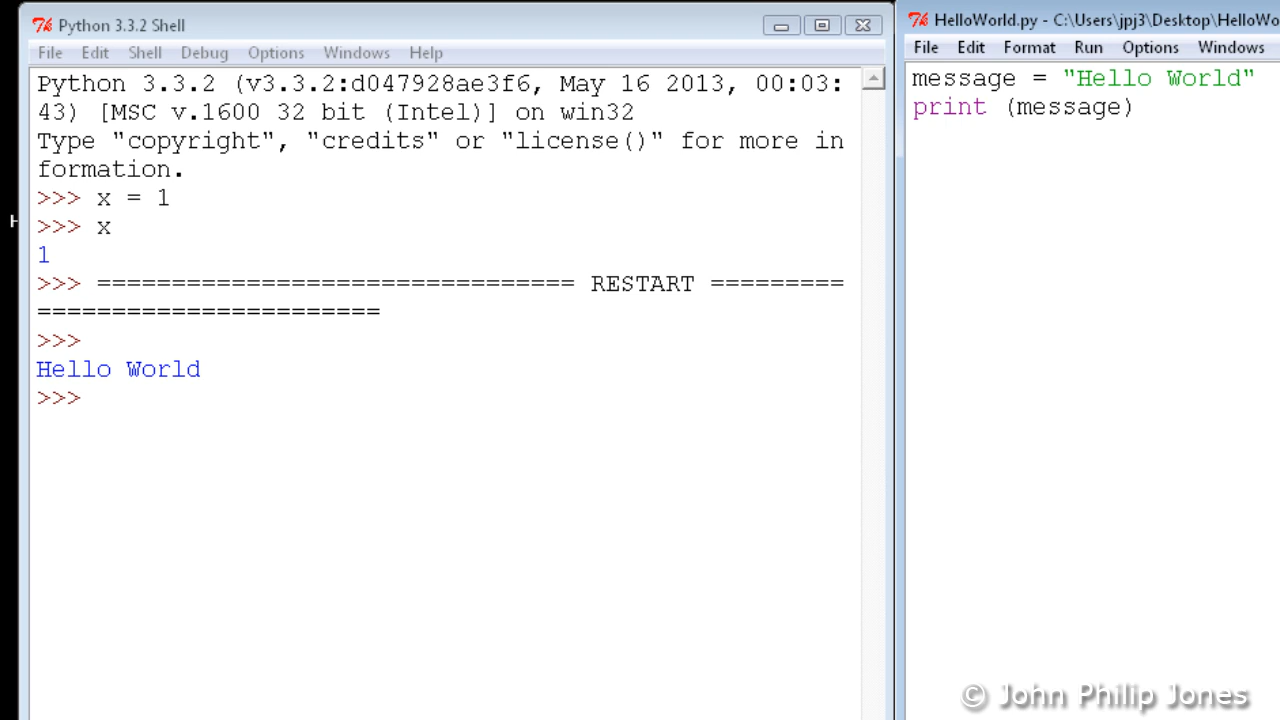 Python 3.3.2 Shell
File Edit Shell Debug Options Windows Help
Python 3.3.2 (v3.3.2:d047928ae3f6, May 16 2013, 00:03:
43) [MSC v.1600 32 bit (Intel)] on win32
Type "copyright", "credits" or "license()" for more in
formation.
>>> x = 1
>>> x
1
>>> ================================ RESTART =========
=======================
>>>
Hello World
>>>
H
HelloWorld.py - C:\Users\jpj3\Desktop\HelloWo
File Edit Format Run Options Windows
message = "Hello World"
print (message)
© John Philip Jones